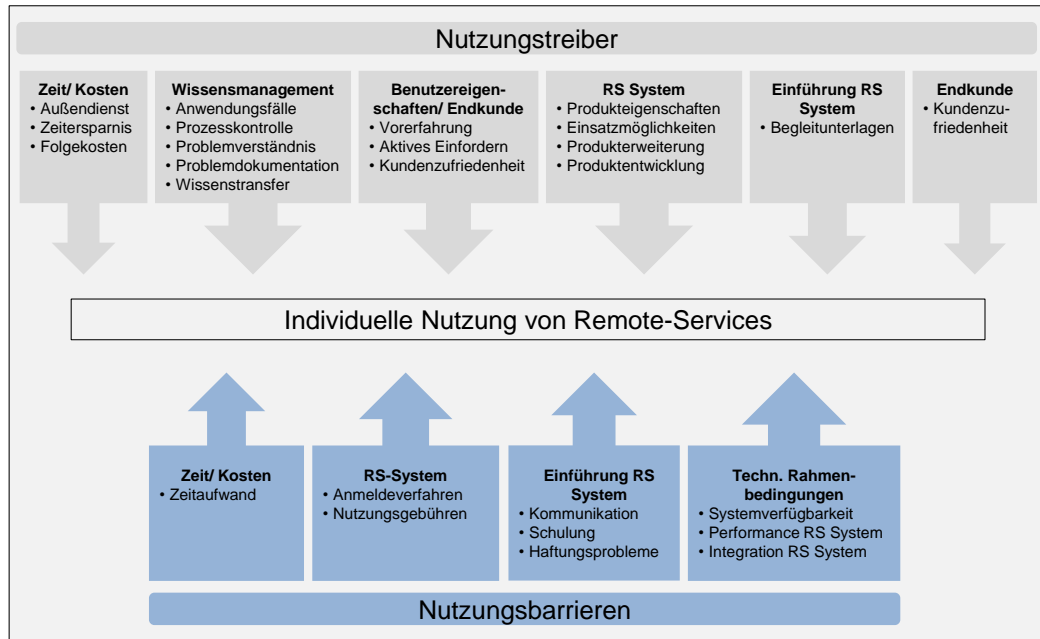 Nutzungstreiber
Zeit/ Kosten
• Außendienst
• Zeitersparnis
• Folgekosten
Wissensmanagement
• Anwendungsfälle
• Prozesskontrolle
• Problemverständnis
• Problemdokumentation
• Wissenstransfer
Benutzereigen-
schaften/ Endkunde
• Vorerfahrung
• Aktives Einfordern
• Kundenzufriedenheit
RS System
• Produkteigenschaften
• Einsatzmöglichkeiten
• Produkterweiterung
• Produktentwicklung
Einführung RS
System
• Begleitunterlagen
Endkunde
• Kundenzu-
friedenheit
Individuelle Nutzung von Remote-Services
Zeit/ Kosten
• Zeitaufwand
RS-System
• Anmeldeverfahren
• Nutzungsgebühren
Einführung RS
System
• Kommunikation
• Schulung
• Haftungsprobleme
Techn. Rahmen-
bedingungen
• Systemverfügbarkeit
• Performance RS System
• Integration RS System
Nutzungsbarrieren